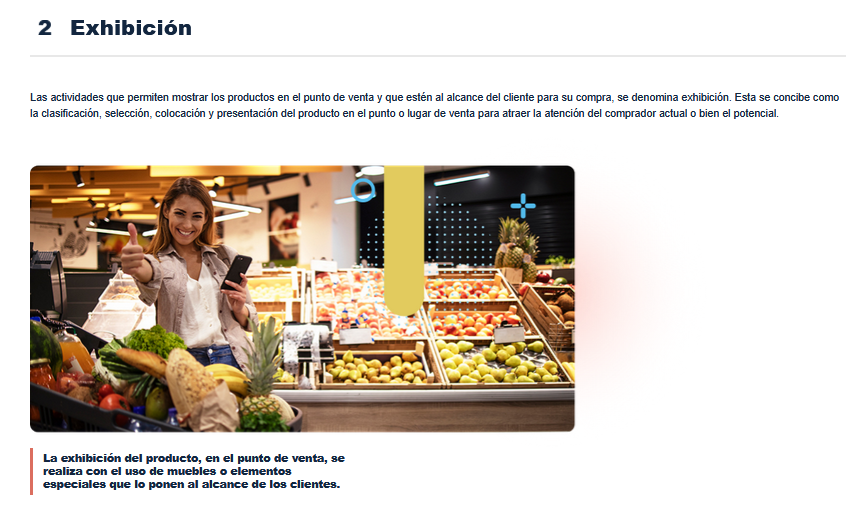 2 Exhibición
Las actividades que permiten mostrar los productos en el punto de venta y que estén al alcance del cliente para su compra, se denomina exhibición. Esta se concibe como
la clasificación, selección, colocación y presentación del producto en el punto o lugar de venta para atraer la atención del comprador actual o bien el potencial.
La exhibición del producto, en el punto de venta, se
realiza con el uso de muebles o elementos
especiales que lo ponen al alcance de los clientes.